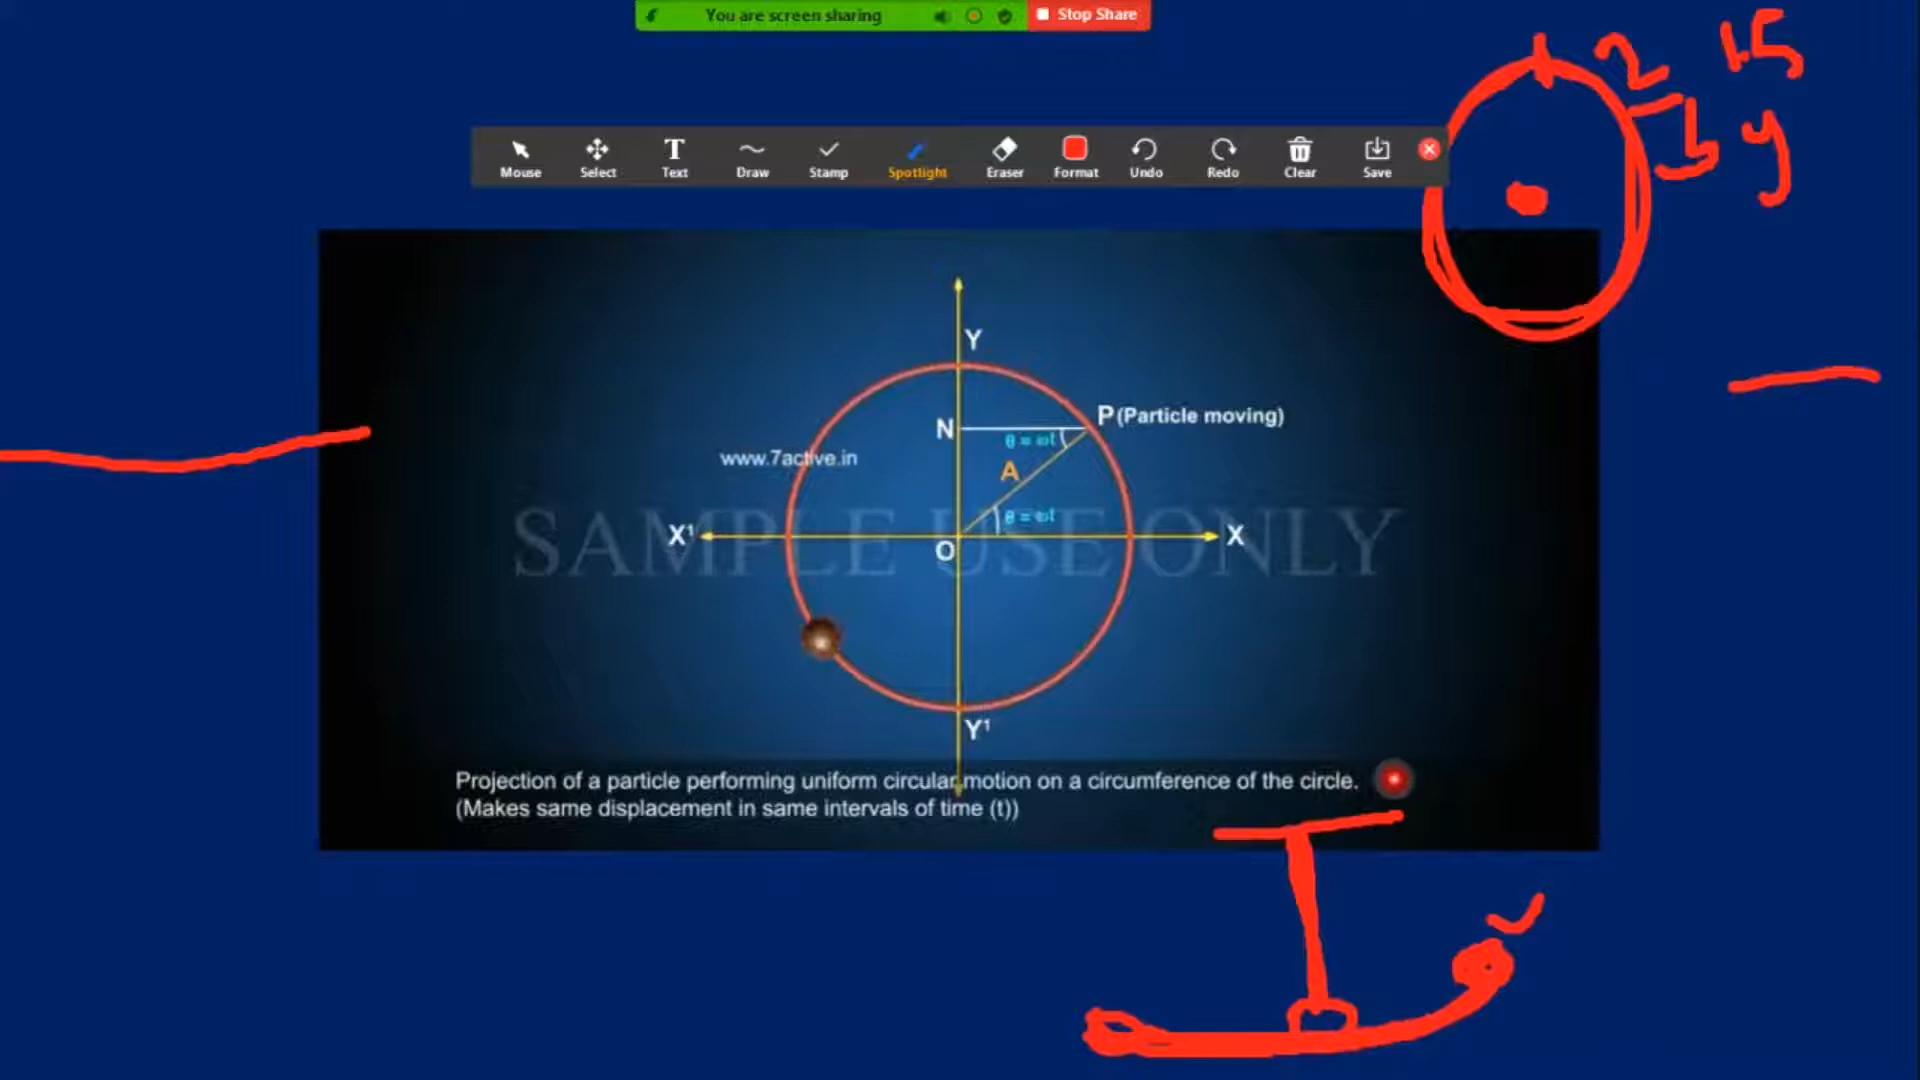 You are screen sharing
Stop Share
2 1.5
3 y
Mouse Select Text Draw Stamp Spotlight Eraser Format Undo Redo Clear Save
Y
N
P (Particle moving)
θ = ωt
www.7active.in
A
θ = ωt
X¹
X
O
SAMPLE USE ONLY
Y¹
Projection of a particle performing uniform circular motion on a circumference of the circle.
(Makes same displacement in same intervals of time (t))